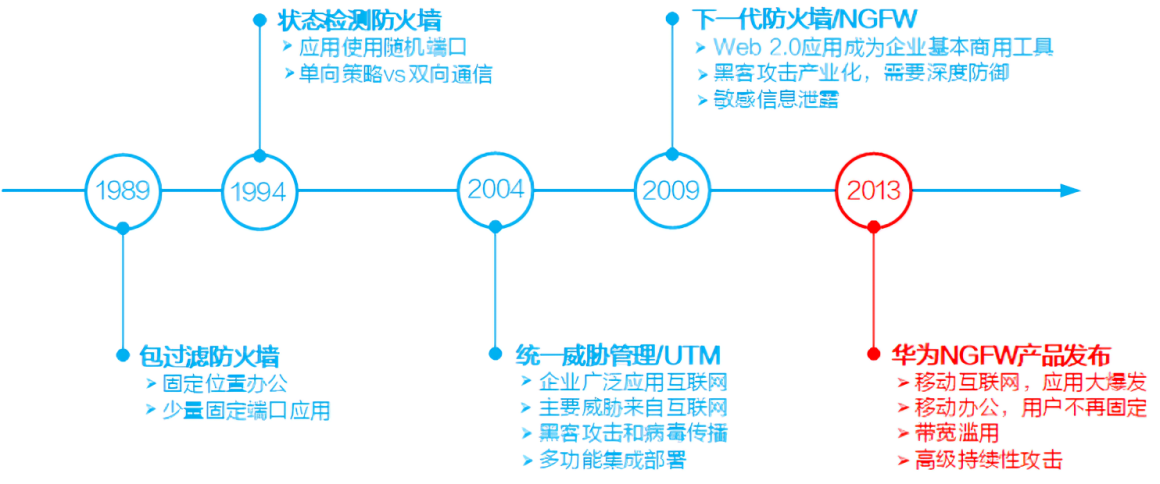 状态检测防火墙
应用使用随机端口
单向策略vs双向通信
下一代防火墙/NGFW
Web 2.0应用成为企业基本商用工具
黑客攻击产业化，需要深度防御
敏感信息泄露
1989
1994
2004
2009
2013
包过滤防火墙
固定位置办公
少量固定端口应用
统一威胁管理/UTM
企业广泛应用互联网
主要威胁来自互联网
黑客攻击和病毒传播
多功能集成部署
华为NGFW产品发布
移动互联网，应用大爆发
移动办公，用户不再固定
带宽滥用
高级持续性攻击